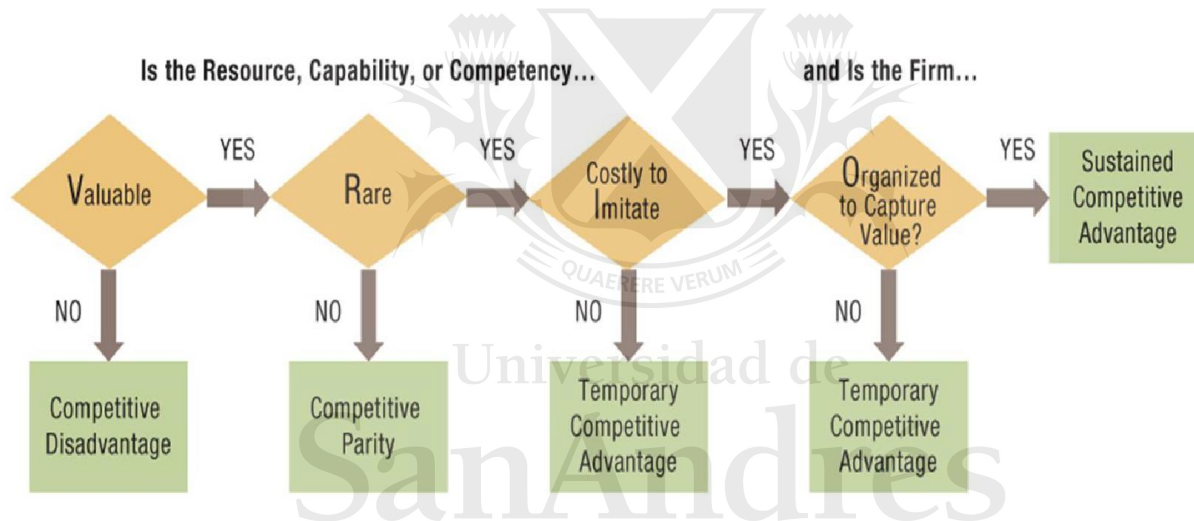 Is the Resource, Capability, or Competency...
and Is the Firm...
Valuable
YES
Rare
YES
Costly to
Imitate
YES
Organized
to Capture
Value?
YES
Sustained
Competitive
Advantage
NO
NO
NO
NO
Competitive
Disadvantage
Competitive
Parity
Temporary
Competitive
Advantage
Temporary
Competitive
Advantage
QUAERERE VERUM
Universidad de
SanAndres